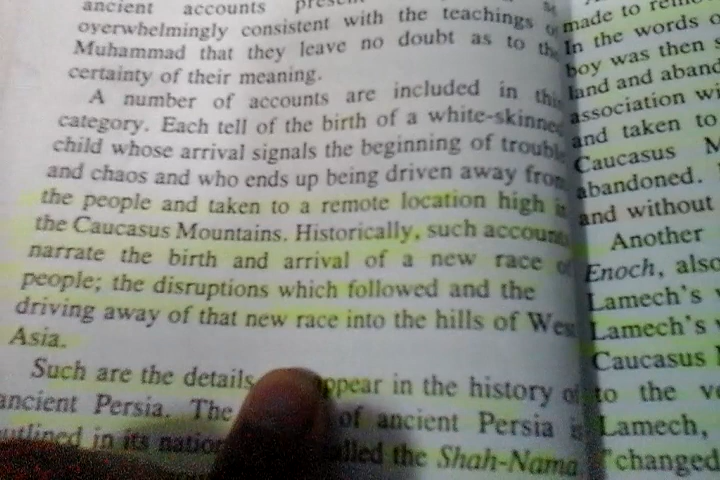 ancient accounts
overwhelmingly consistent with the teachings
Muhammad that they leave no doubt as to the
certainty of their meaning.
A number of accounts are included in this
category. Each tell of the birth of a white-skinned
child whose arrival signals the beginning of trouble
and chaos and who ends up being driven away from
the people and taken to a remote location high in
the Caucasus Mountains. Historically, such accounts
narrate the birth and arrival of a new race of
people; the disruptions which followed and the
driving away of that new race into the hills of West
Asia.
Such are the details appear in the history of
ancient Persia. The of ancient Persia is
outlined in its called the Shah-Nama
made to
In the words
boy was then
land and
association
and taken to
Caucasus
abandoned.
and without
Another
Enoch, also
Lamech's
Lamech's
Caucasus
to the
Lamech,
"changed